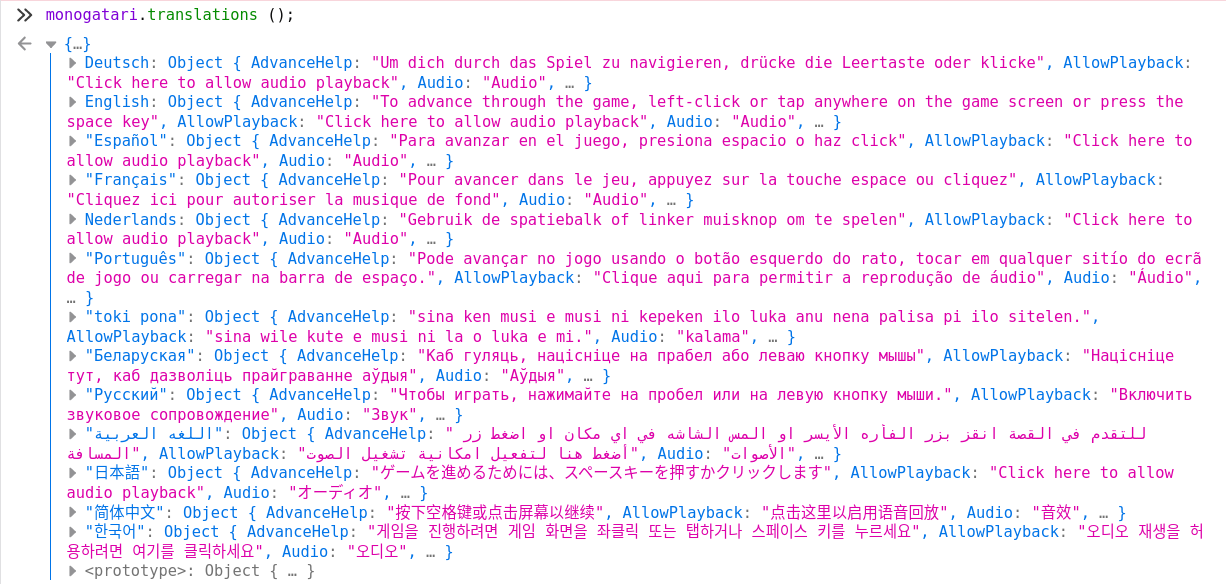 monogatari.translations ();
{…}
Deutsch: Object { AdvanceHelp: "Um dich durch das Spiel zu navigieren, drücke die Leertaste oder klicke", AllowPlayback:
"Click here to allow audio playback", Audio: "Audio", … }
English: Object { AdvanceHelp: "To advance through the game, left-click or tap anywhere on the game screen or press the
space key", AllowPlayback: "Click here to allow audio playback", Audio: "Audio", … }
"Español": Object { AdvanceHelp: "Para avanzar en el juego, presiona espacio o haz click", AllowPlayback: "Click here to
allow audio playback", Audio: "Audio", … }
"Français": Object { AdvanceHelp: "Pour avancer dans le jeu, appuyez sur la touche espace ou cliquez", AllowPlayback:
"Cliquez ici pour autoriser la musique de fond", Audio: "Audio", … }
Nederlands: Object { AdvanceHelp: "Gebruik de spatiebalk of linker muisknop om te spelen", AllowPlayback: "Click here to
allow audio playback", Audio: "Audio", … }
"Português": Object { AdvanceHelp: "Pode avançar no jogo usando o botão esquerdo do rato, tocar em qualquer sitío do ecrã
de jogo ou carregar na barra de espaço.", AllowPlayback: "Clique aqui para permitir a reprodução de áudio", Audio: "Áudio",
… }
"toki pona": Object { AdvanceHelp: "sina ken musi e musi ni kepeken ilo luka anu nena palisa pi ilo sitelen.",
AllowPlayback: "sina wile kute e musi ni la o luka e mi.", Audio: "kalama", … }
"Беларуская": Object { AdvanceHelp: "Каб гуляць, націсніце на прабел або леваю кнопку мышы", AllowPlayback: "Націсніце
тут, каб дазволіць прайграванне аўдыя", Audio: "Аўдыя", … }
"Русский": Object { AdvanceHelp: "Чтобы играть, нажимайте на пробел или на левую кнопку мыши.", AllowPlayback: "Включить
звуковое сопровождение", Audio: "Звук", … }
"اللغه العربية": Object { AdvanceHelp: "للتقدم في القصة انقز بزر الفأره الأيسر او المس الشاشه في اي مكان او اضغط زر
المسافة", AllowPlayback: "أضغط هنا لتفعيل امكانية تشغيل الصوت", Audio: "الأصوات", … }
"日本語": Object { AdvanceHelp: "ゲームを進めるためには、スペースキーを押すかクリックします", AllowPlayback: "Click here to allow
audio playback", Audio: "オーディオ", … }
"简体中文": Object { AdvanceHelp: "按下空格键或点击屏幕以继续", AllowPlayback: "点击这里以启用语音回放", Audio: "音效", … }
"한국어": Object { AdvanceHelp: "게임을 진행하려면 게임 화면을 좌클릭 또는 탭하거나 스페이스 키를 누르세요", AllowPlayback: "오디오 재생을 허
용하려면 여기를 클릭하세요", Audio: "오디오", … }
<prototype>: Object { … }